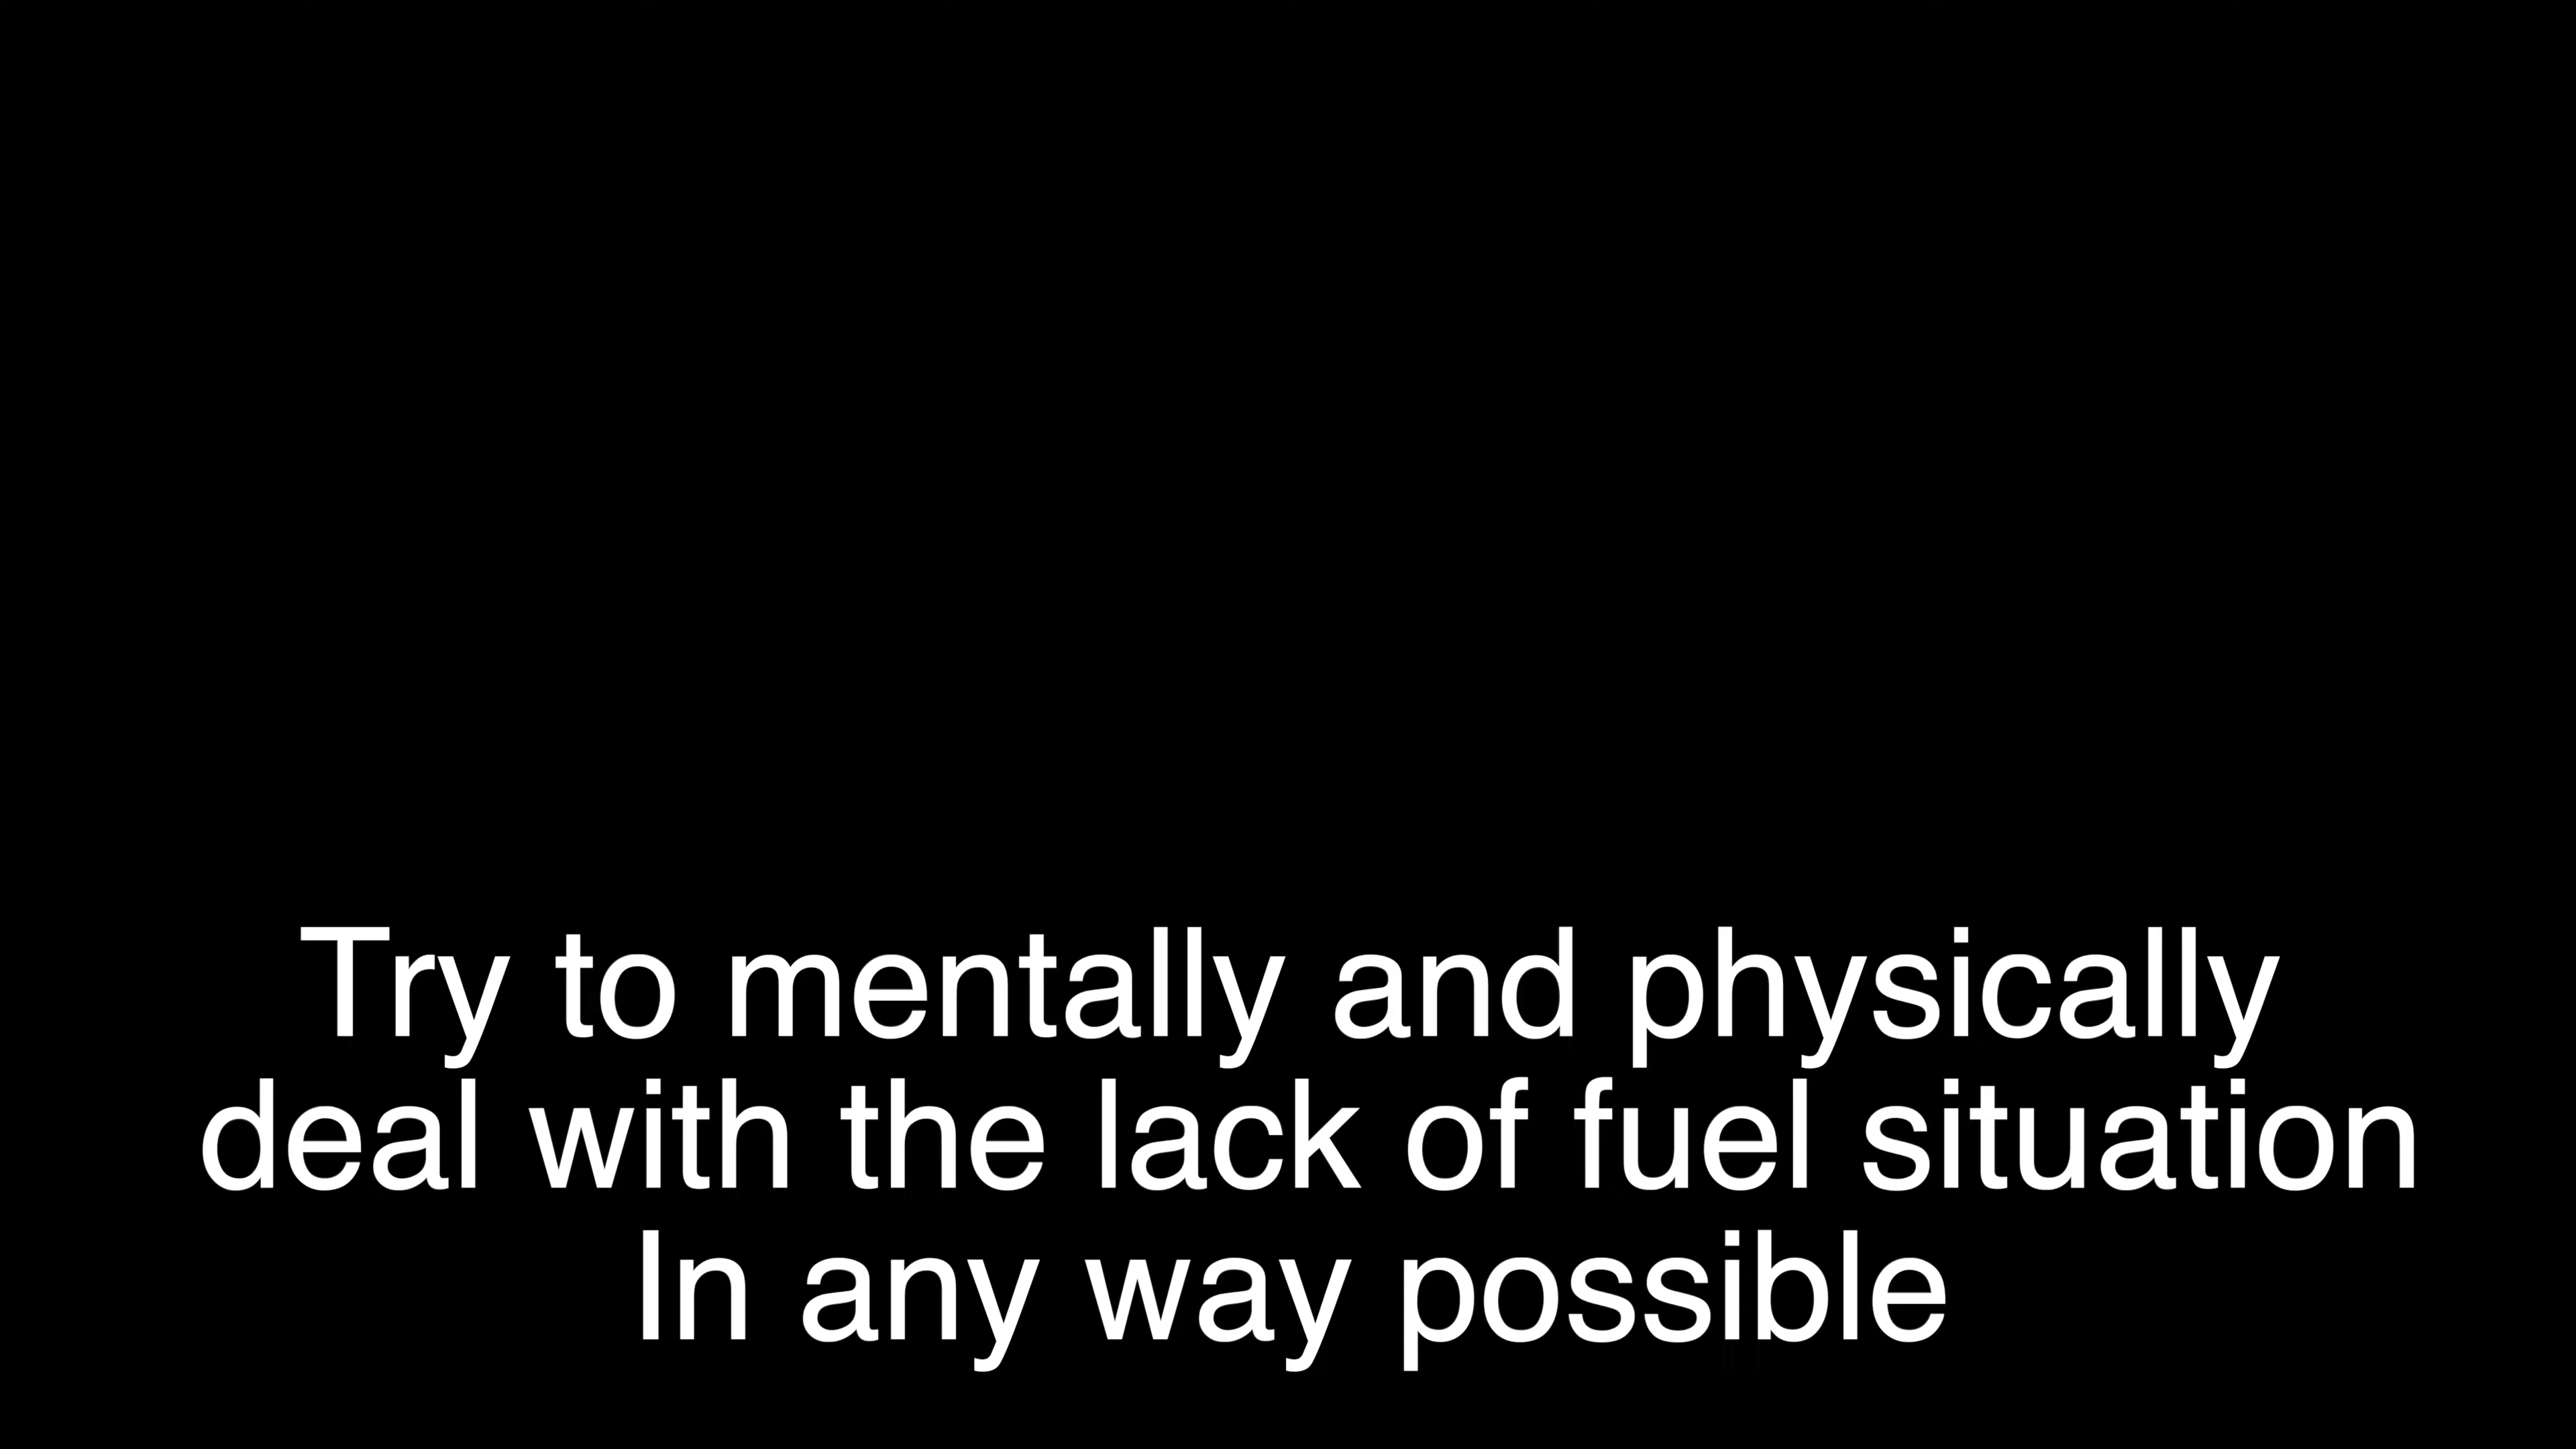 Try to mentally and physically
deal with the lack of fuel situation
In any way possible